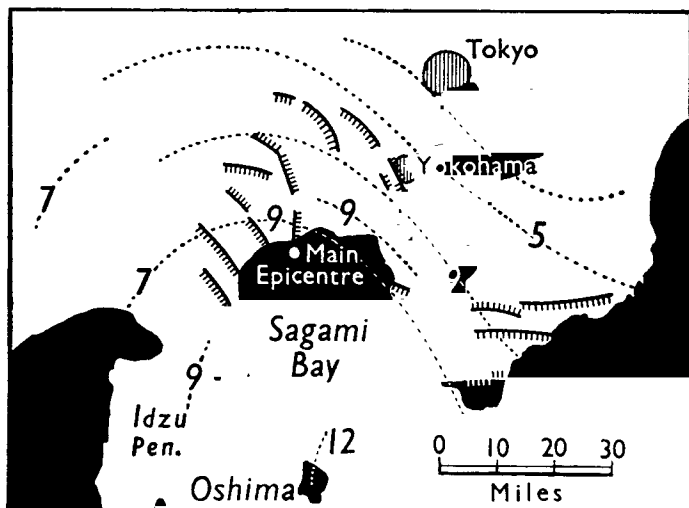 Tokyo
Yokohama
7
9
9
5
Main
Epicentre
7
9
Sagami
Bay
9
Idzu
Pen.
12
Oshima
0 10 20 30
Miles